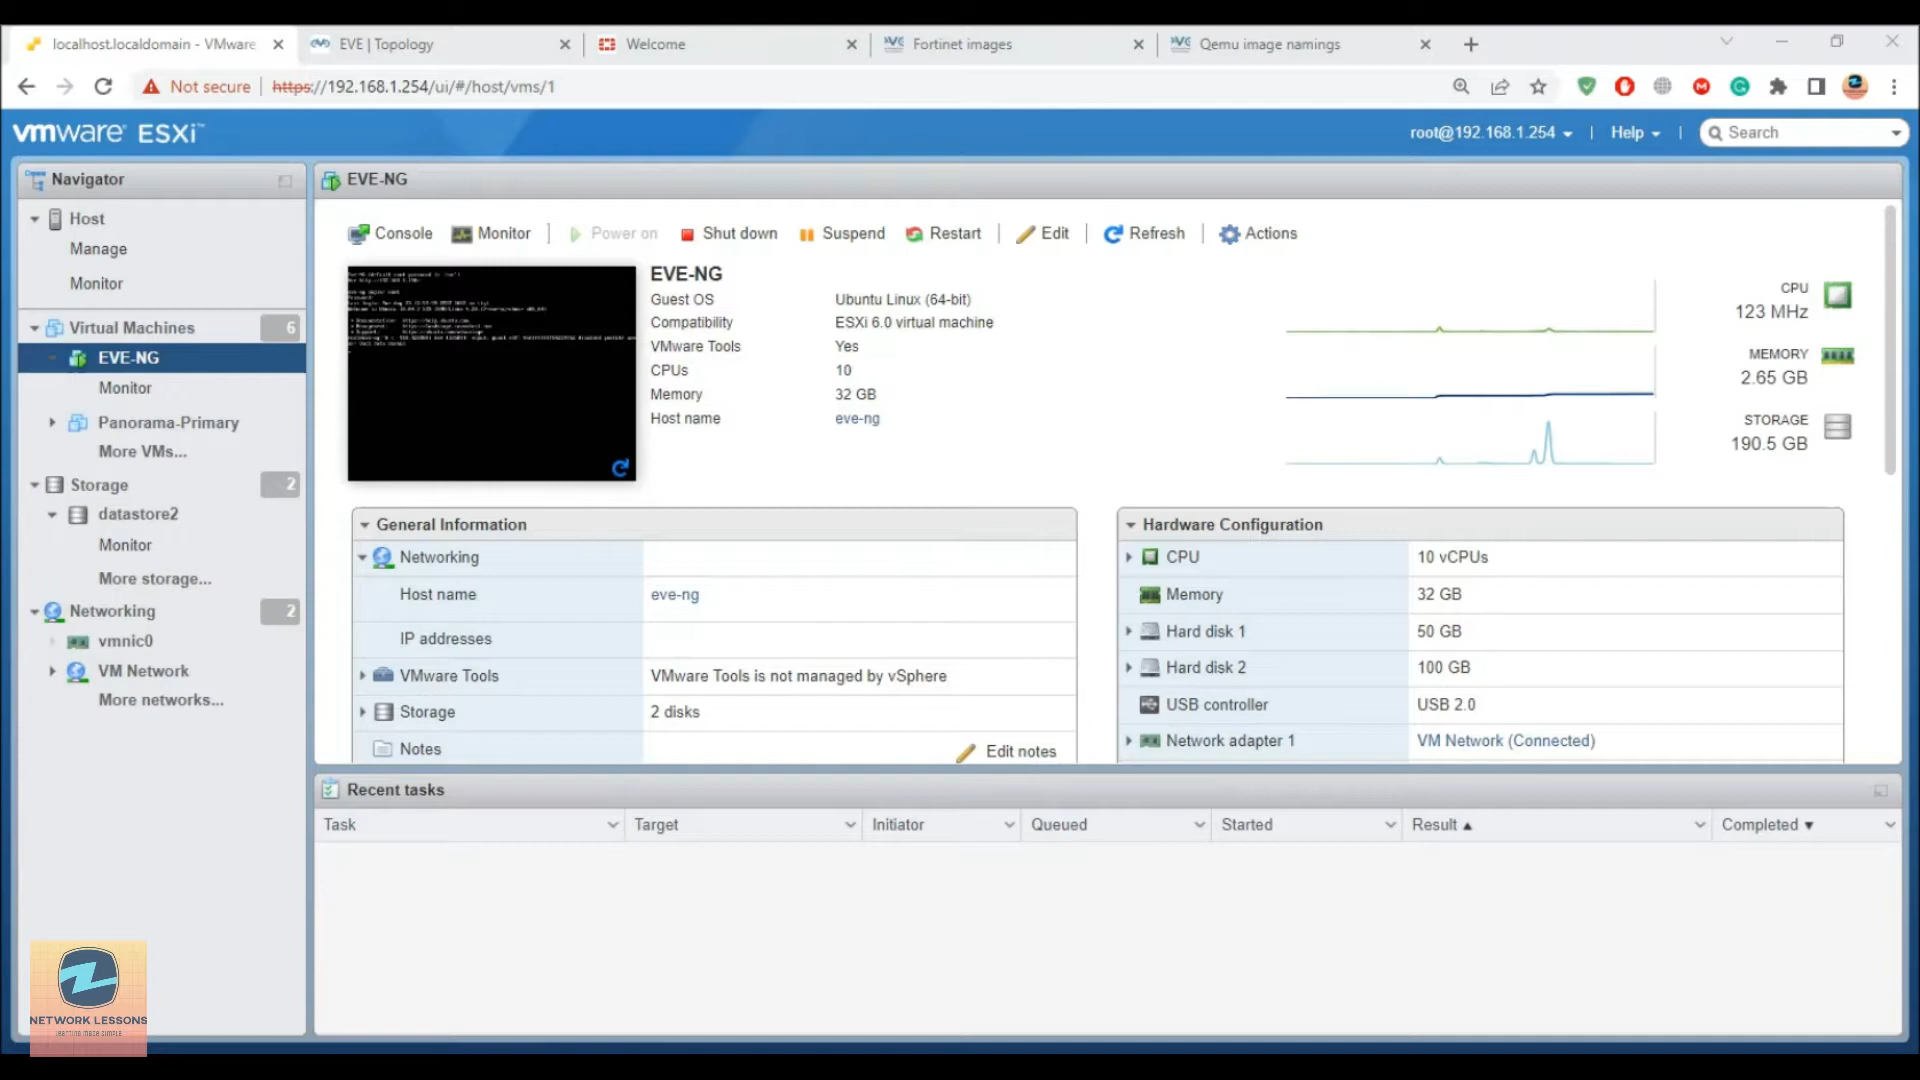 localhost.localdomain - VMware
EVE | Topology
Welcome
Fortinet images
Qemu image namings
Not secure
https://192.168.1.254/ui/#/host/vms/1
vmware ESXi™
root@192.168.1.254
Help
Search
Navigator
Host
Manage
Monitor
Virtual Machines 6
EVE-NG
Monitor
Panorama-Primary
More VMs...
Storage 2
datastore2
Monitor
More storage...
Networking 2
vmnic0
VM Network
More networks...
NETWORK LESSONS
LEARNING MADE SIMPLE
EVE-NG
Console
Monitor
Power on
Shut down
Suspend
Restart
Edit
Refresh
Actions
EVE-NG
Guest OS Ubuntu Linux (64-bit)
Compatibility ESXi 6.0 virtual machine
VMware Tools Yes
CPUs 10
Memory 32 GB
Host name eve-ng
CPU
123 MHz
MEMORY
2.65 GB
STORAGE
190.5 GB
General Information
Networking
Host name eve-ng
IP addresses
VMware Tools VMware Tools is not managed by vSphere
Storage 2 disks
Notes Edit notes
Hardware Configuration
CPU 10 vCPUs
Memory 32 GB
Hard disk 1 50 GB
Hard disk 2 100 GB
USB controller USB 2.0
Network adapter 1 VM Network (Connected)
Recent tasks
Task Target Initiator Queued Started Result ▲ Completed ▼